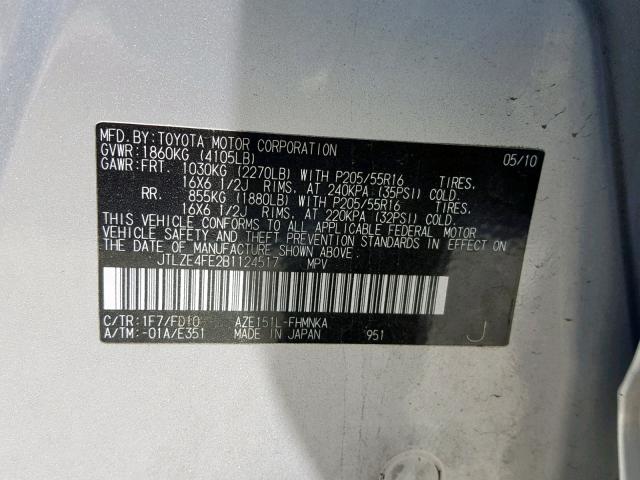 MFD.BY:TOYOTA MOTOR CORPORATION 05/10
GVWR:1860KG (4105LB)
GAWR:FRT. 1030KG (2270LB) WITH P205/55R16 TIRES,
16X6 1/2J RIMS, AT 240KPA (35PSI) COLD.
RR. 855KG (1880LB) WITH P205/55R16 TIRES,
16X6 1/2J RIMS, AT 220KPA (32PSI) COLD.
THIS VEHICLE CONFORMS TO ALL APPLICABLE FEDERAL MOTOR
VEHICLE SAFETY AND THEFT PREVENTION STANDARDS IN EFFECT
ON THE DATE OF MANUFACTURE SHOWN ABOVE.
JTLZE4FE2B1124517 MPV
C/TR:1F7/FD10 AZE151L-FHMNKA
A/TM:-01A/E351 MADE IN JAPAN 951 J